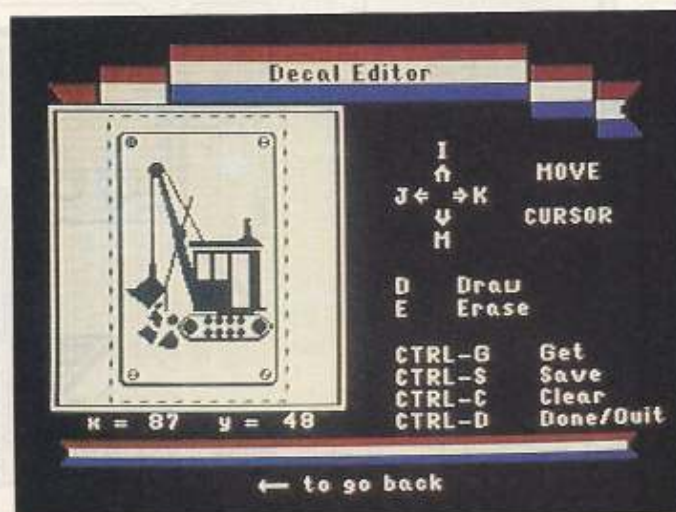 Decal Editor
I
J ← → K
M
MOVE
CURSOR
D Draw
E Erase
CTRL-G Get
CTRL-S Save
CTRL-C Clear
CTRL-D Done/Quit
x = 87 y = 48
← to go back